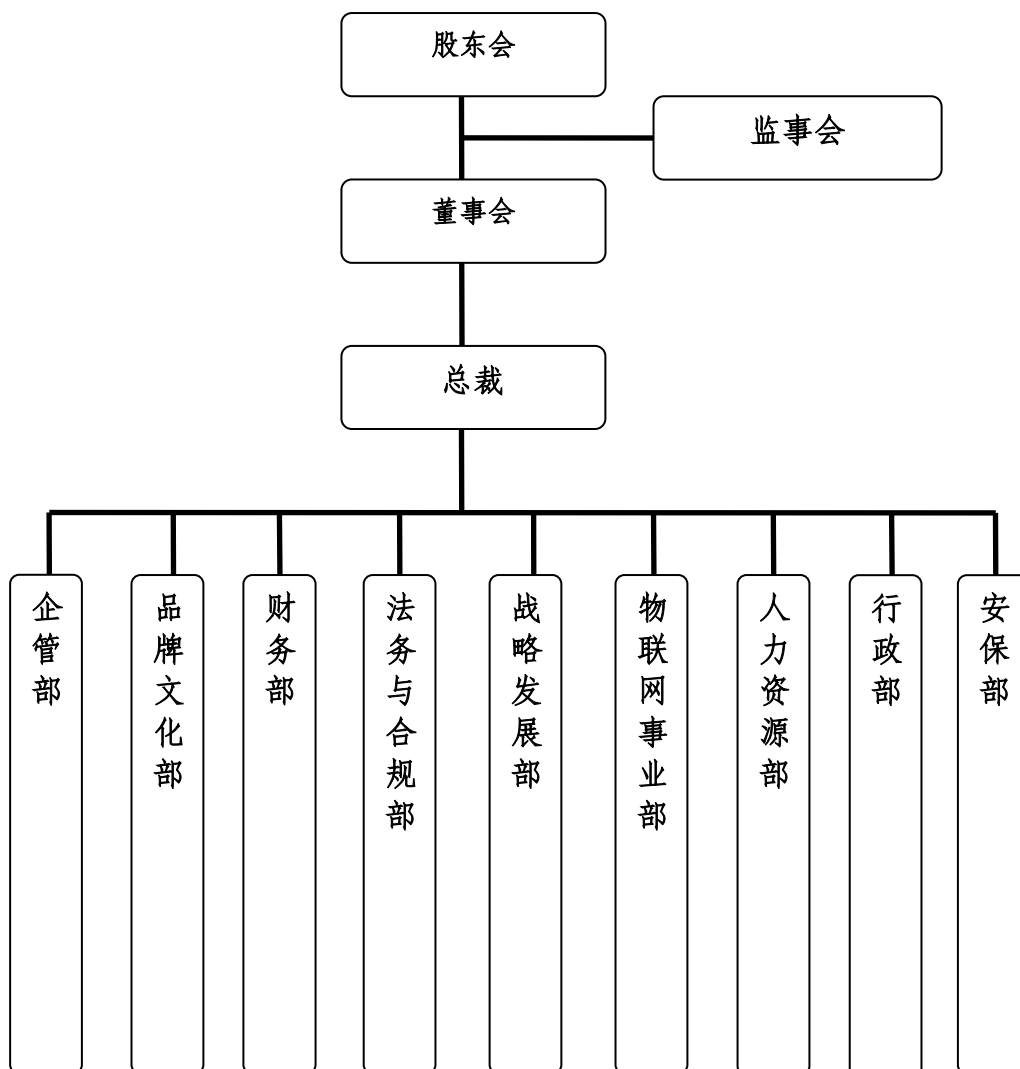 股东会
监事会
董事会
总裁
企管部
品牌文化部
财务部
法务与合规部
战略发展部
物联网事业部
人力资源部
行政部
安保部